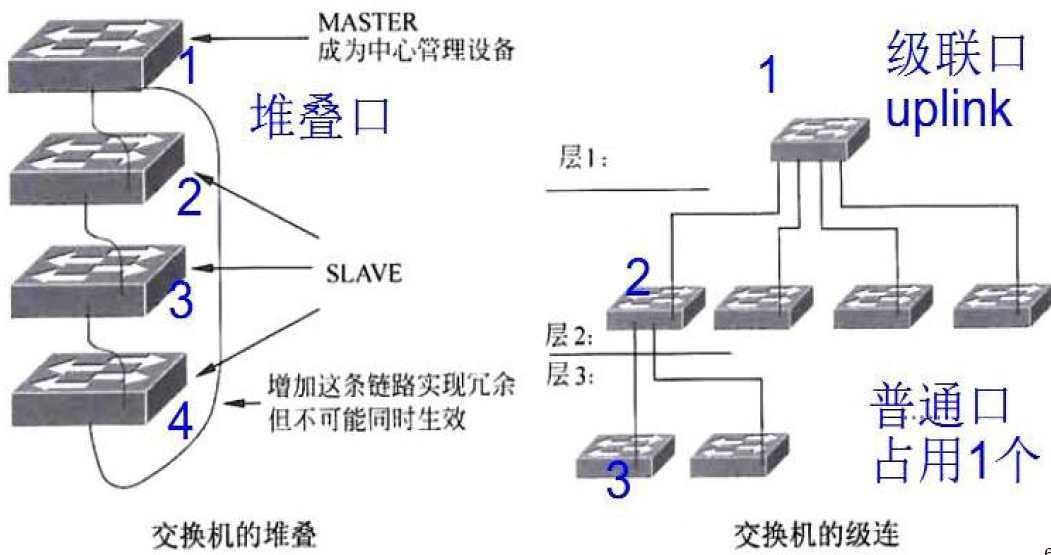 MASTER
成为中心管理设备
1
堆叠口
2
SLAVE
3
4
增加这条链路实现冗余
但不可能同时生效
交换机的堆叠
1
级联口
uplink
层1：
2
层2：
层3：
普通口
占用1个
3
交换机的级连
6